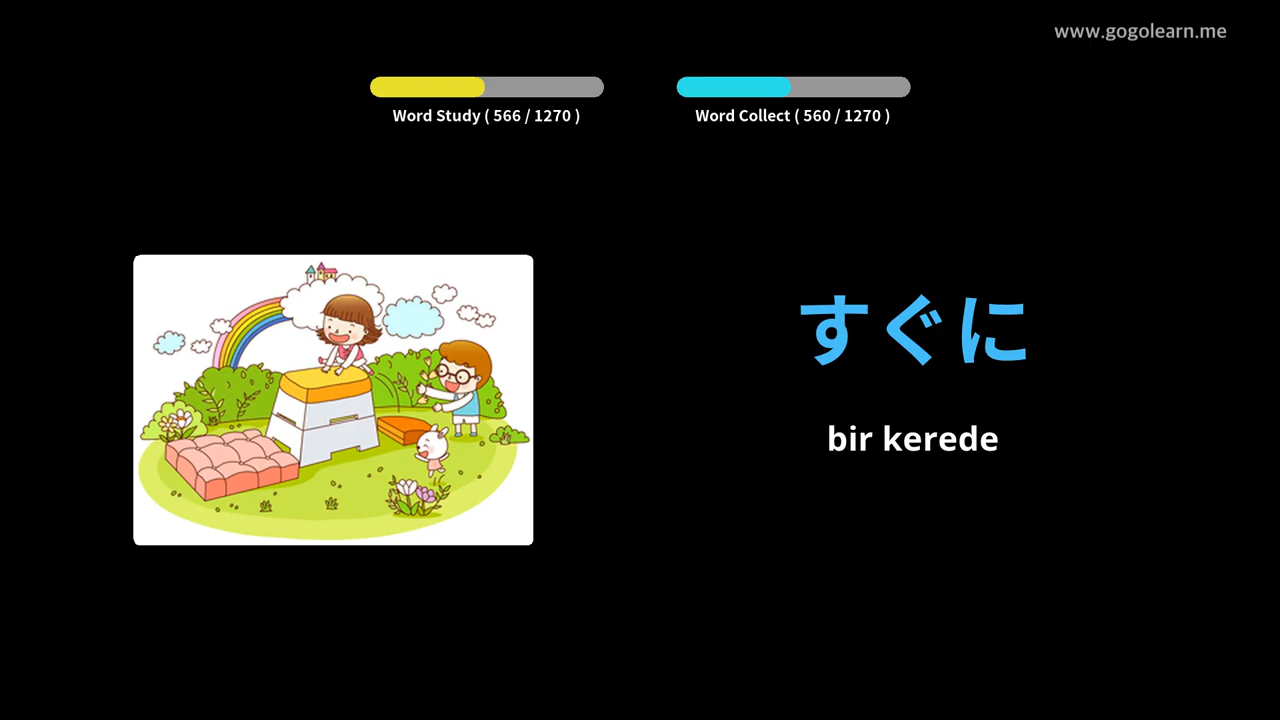 www.gogolearn.me
Word Study ( 566 / 1270 )
Word Collect ( 560 / 1270 )
すぐに
bir kerede